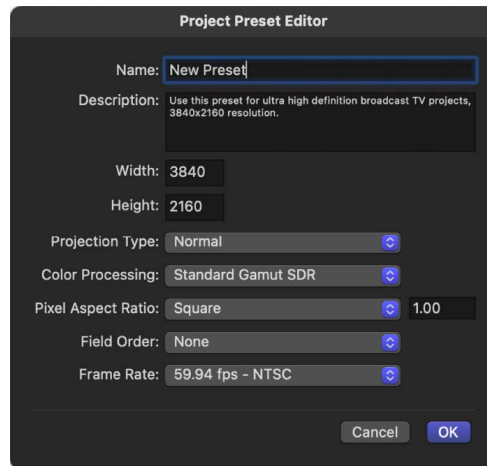 Project Preset Editor
Name: New Preset
Description: Use this preset for ultra high definition broadcast TV projects,
3840x2160 resolution.
Width: 3840
Height: 2160
Projection Type: Normal
Color Processing: Standard Gamut SDR
Pixel Aspect Ratio: Square 1.00
Field Order: None
Frame Rate: 59.94 fps - NTSC
Cancel OK